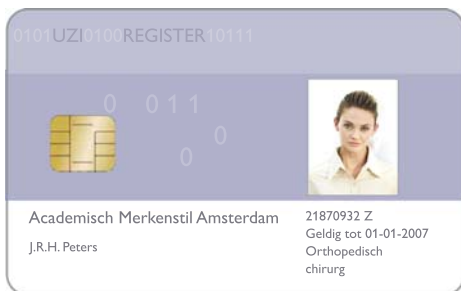 0101UZI0100REGISTER10111
0 011
0
0
Academisch Merkenstil Amsterdam
J.R.H. Peters
21870932 Z
Geldig tot 01-01-2007
Orthopedisch
chirurg